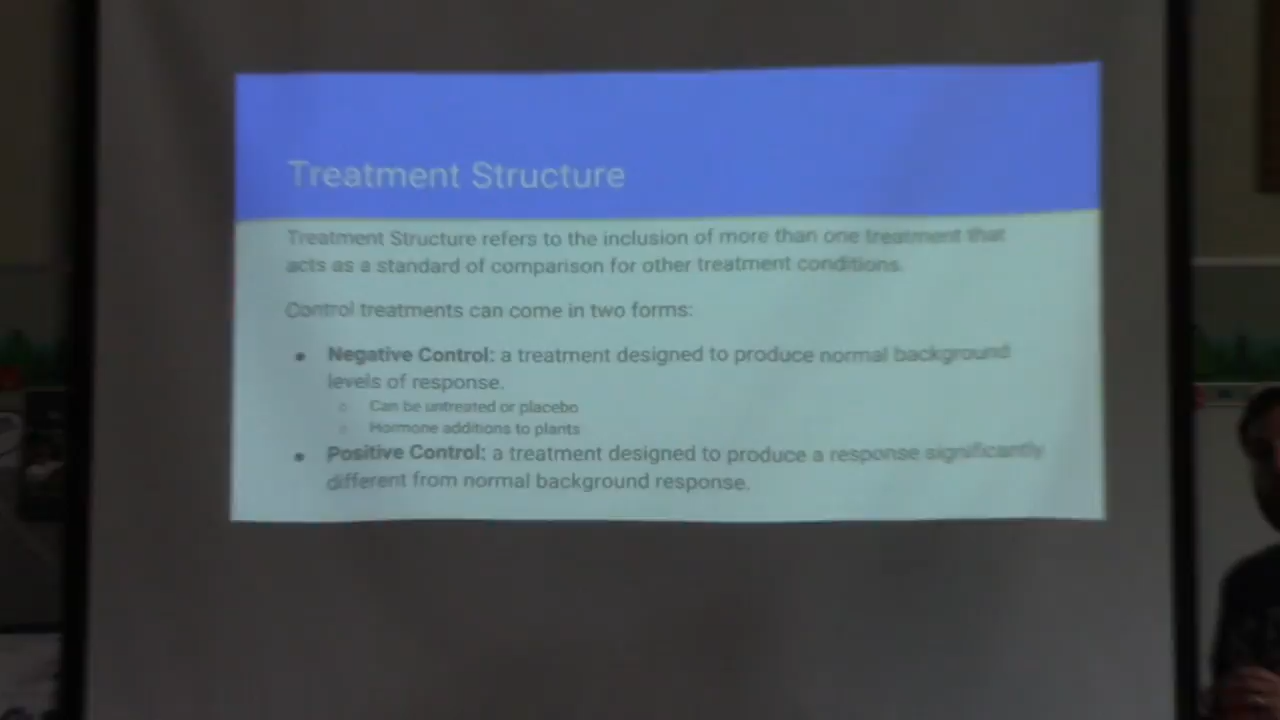 Treatment Structure
Treatment Structure refers to the inclusion of more than one treatment that
acts as a standard of comparison for other treatment conditions.
Control treatments can come in two forms:
• Negative Control: a treatment designed to produce normal background
levels of response.
○ Can be untreated or placebo
○ Hormone additions to plants
• Positive Control: a treatment designed to produce a response significantly
different from normal background response.